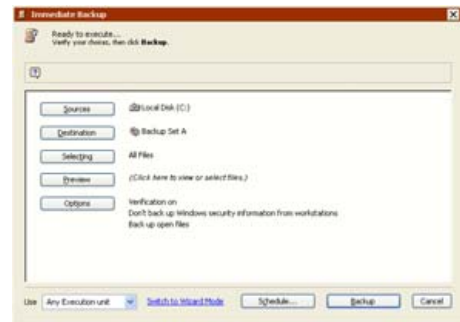 Immediate Backup
Ready to execute...
Verify your choices, then click Backup.
Sources Local Disk (C:)
Destination Backup Set A
Selecting All Files
Preview (Click here to view or select files.)
Options Verification on
Don't back up Windows security information from workstations
Back up open files
Use Any Execution unit Switch to Wizard Mode Schedule... Backup Cancel